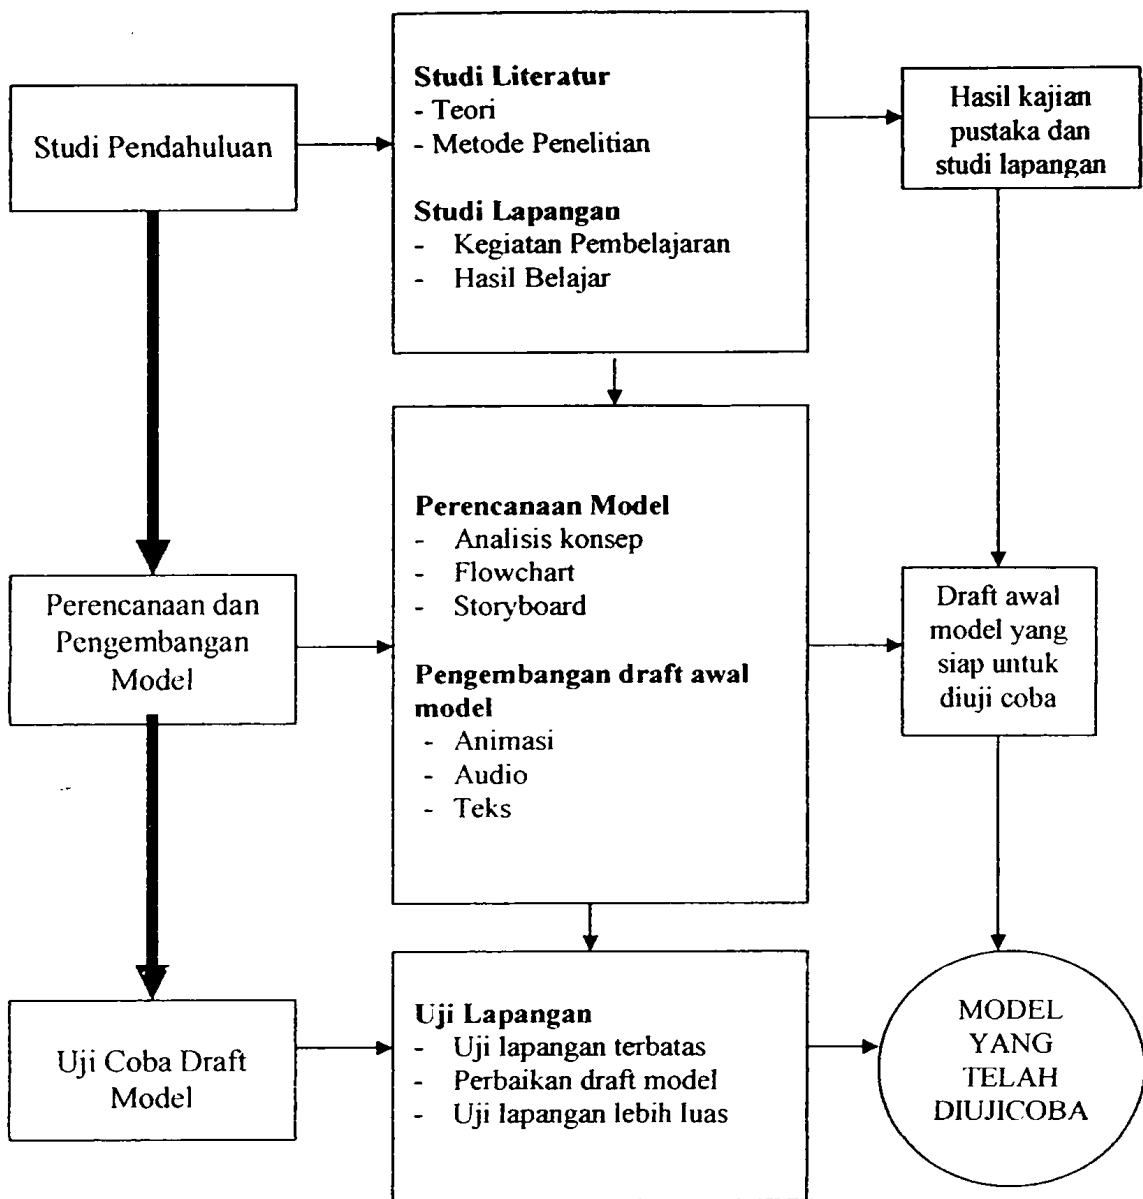 Studi Pendahuluan
Studi Literatur
- Teori
- Metode Penelitian
Studi Lapangan
- Kegiatan Pembelajaran
- Hasil Belajar
Hasil kajian
pustaka dan
studi lapangan
Perencanaan dan
Pengembangan
Model
Perencanaan Model
- Analisis konsep
- Flowchart
- Storyboard
Pengembangan draft awal
model
- Animasi
- Audio
- Teks
Draft awal
model yang
siap untuk
diuji coba
Uji Coba Draft
Model
Uji Lapangan
- Uji lapangan terbatas
- Perbaikan draft model
- Uji lapangan lebih luas
MODEL
YANG
TELAH
DIUJICOBA